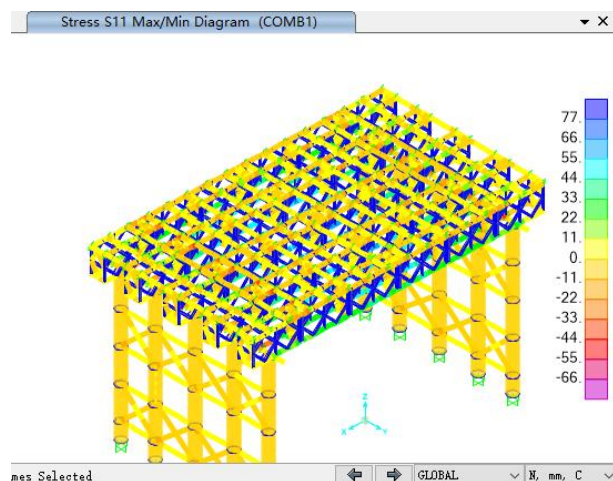 Stress S11 Max/Min Diagram (COMB1)
77.
66.
55.
44.
33.
22.
11.
0.
-11.
-22.
-33.
-44.
-55.
-66.
Z
X
Y
mes Selected
GLOBAL
N, mm, C